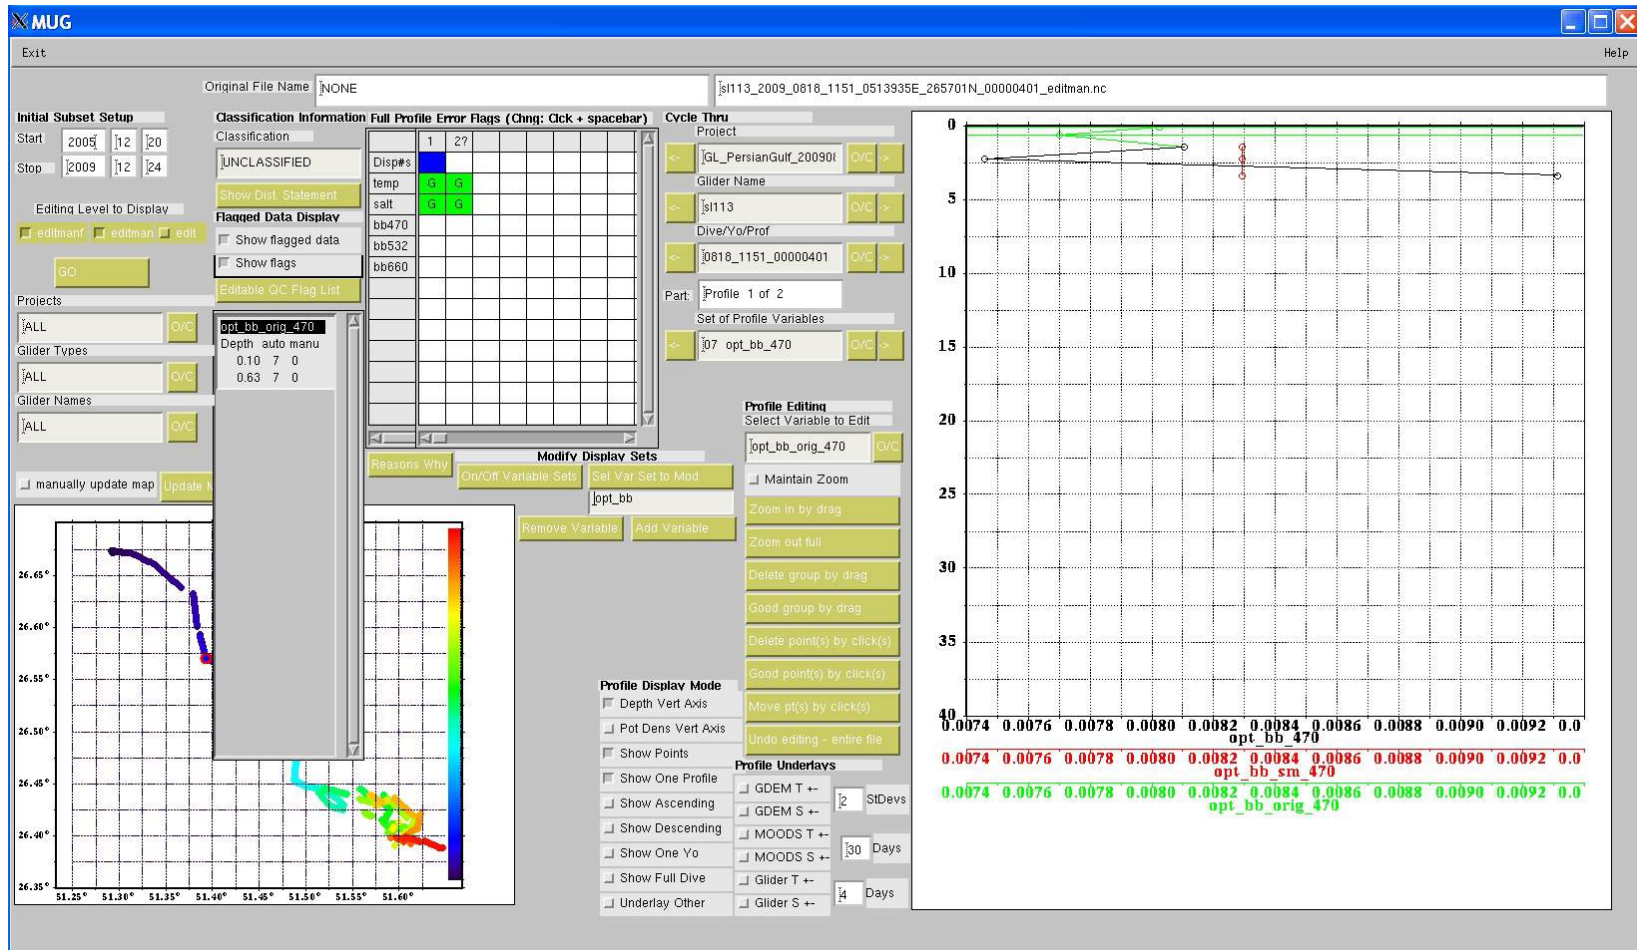 MUG
Exit Help
Original File Name NONE sl113_2009_0818_1151_0513935E_265701N_00000401_editman.nc
Initial Subset Setup
Start 2005 12 20
Stop 2009 12 24
Editing Level to Display
editmanf editman edit
GO
Projects
ALL O/C
Glider Types
ALL O/C
Glider Names
ALL O/C
manually update map Update M
Classification Information
Classification
UNCLASSIFIED
Show Dist. Statement
Flagged Data Display
Show flagged data
Show flags
Editable QC Flag List
opt_bb_orig_470
Depth auto manu
0.10 7 0
0.63 7 0
Full Profile Error Flags (Chng: Clck + spacebar)
1 2?
Disp#s
temp G G
salt G G
bb470
bb532
bb660
Reasons Why
Modify Display Sets
On/Off Variable Sets Sel Var Set to Mod
opt_bb
Remove Variable Add Variable
Cycle Thru
Project
<- GL_PersianGulf_20090 O/C ->
Glider Name
<- sl113 O/C ->
Dive/Yo/Prof
<- 0818_1151_00000401 O/C ->
Part: Profile 1 of 2
Set of Profile Variables
<- 07 opt_bb_470 O/C ->
Profile Editing
Select Variable to Edit
opt_bb_orig_470 O/C
Maintain Zoom
Zoom in by drag
Zoom out full
Delete group by drag
Good group by drag
Delete point(s) by click(s)
Good point(s) by click(s)
Move pt(s) by click(s)
Undo editing - entire file
Profile Display Mode
Depth Vert Axis
Pot Dens Vert Axis
Show Points
Show One Profile
Show Ascending
Show Descending
Show One Yo
Show Full Dive
Underlay Other
Profile Underlays
GDEM T +-
GDEM S +-
2 StDevs
MOODS T +-
MOODS S +-
30 Days
Glider T +-
Glider S +-
4 Days
26.65°
26.60°
26.55°
26.50°
26.45°
26.40°
26.35°
51.25° 51.30° 51.35° 51.40° 51.45° 51.50° 51.55° 51.60°
0
5
10
15
20
25
30
35
40
0.0074 0.0076 0.0078 0.0080 0.0082 0.0084 0.0086 0.0088 0.0090 0.0092 0.0
opt_bb_470
0.0074 0.0076 0.0078 0.0080 0.0082 0.0084 0.0086 0.0088 0.0090 0.0092 0.0
opt_bb_sm_470
0.0074 0.0076 0.0078 0.0080 0.0082 0.0084 0.0086 0.0088 0.0090 0.0092 0.0
opt_bb_orig_470